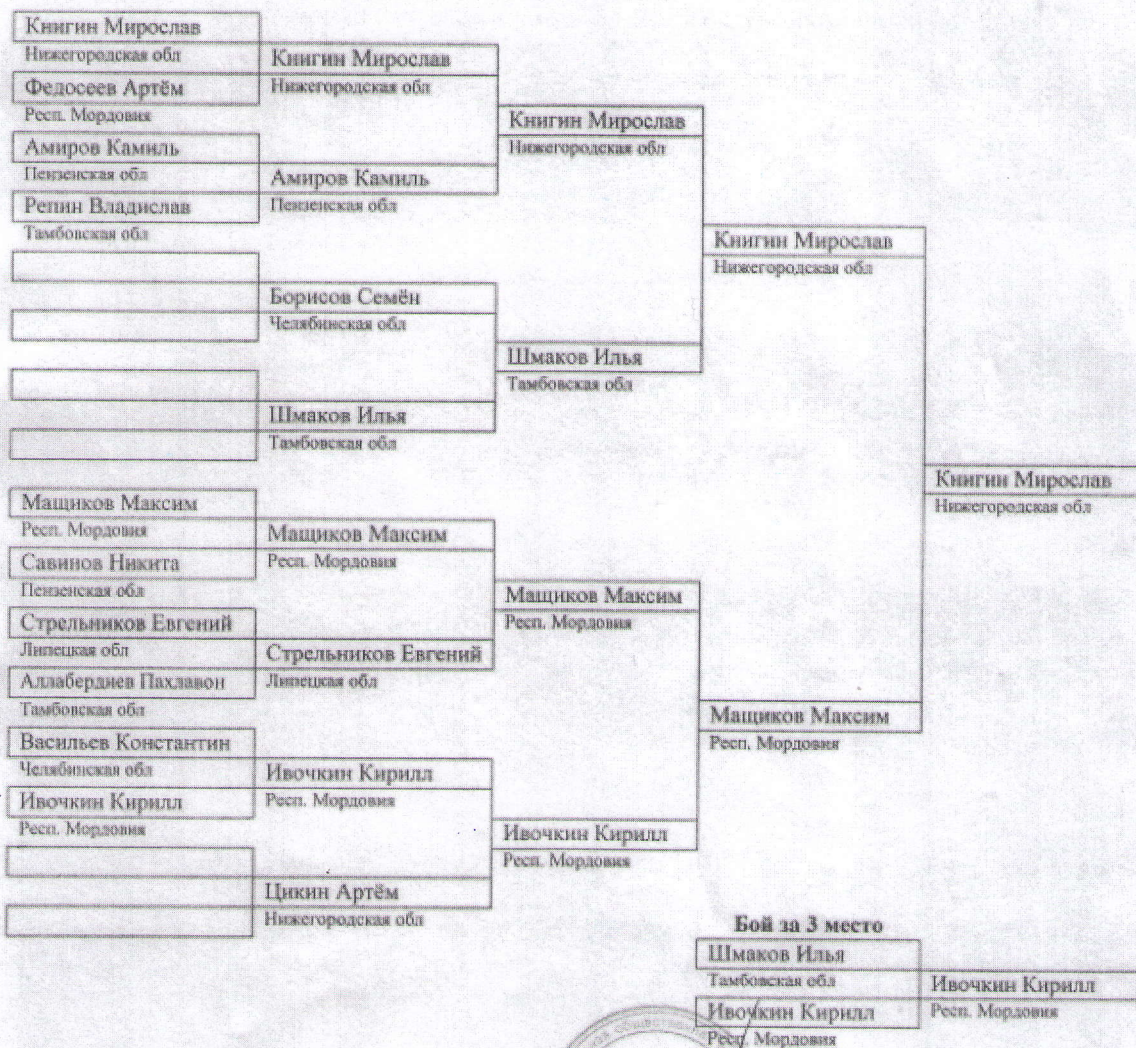 Книгин Мирослав
Нижегородская обл
Федосеев Артём
Респ. Мордовия
Амиров Камиль
Пензенская обл
Репин Владислав
Тамбовская обл
Мащиков Максим
Респ. Мордовия
Савинов Никита
Пензенская обл
Стрельников Евгений
Липецкая обл
Аллабердиев Пахлавон
Тамбовская обл
Васильев Константин
Челябинская обл
Ивочкин Кирилл
Респ. Мордовия
Книгин Мирослав
Нижегородская обл
Амиров Камиль
Пензенская обл
Борисов Семён
Челябинская обл
Шмаков Илья
Тамбовская обл
Мащиков Максим
Респ. Мордовия
Стрельников Евгений
Липецкая обл
Ивочкин Кирилл
Респ. Мордовия
Цикин Артём
Нижегородская обл
Книгин Мирослав
Нижегородская обл
Шмаков Илья
Тамбовская обл
Мащиков Максим
Респ. Мордовия
Ивочкин Кирилл
Респ. Мордовия
Книгин Мирослав
Нижегородская обл
Мащиков Максим
Респ. Мордовия
Книгин Мирослав
Нижегородская обл
Бой за 3 место
Шмаков Илья
Тамбовская обл
Ивочкин Кирилл
Респ. Мордовия
Ивочкин Кирилл
Респ. Мордовия